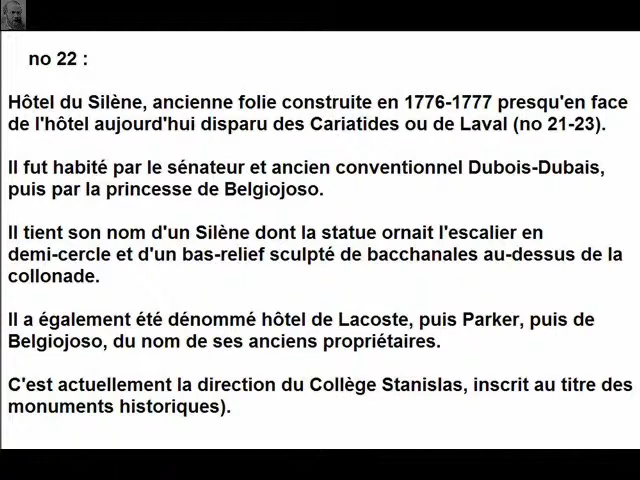 no 22 :
Hôtel du Silène, ancienne folie construite en 1776-1777 presqu'en face
de l'hôtel aujourd'hui disparu des Cariatides ou de Laval (no 21-23).
Il fut habité par le sénateur et ancien conventionnel Dubois-Dubais,
puis par la princesse de Belgiojoso.
Il tient son nom d'un Silène dont la statue ornait l'escalier en
demi-cercle et d'un bas-relief sculpté de bacchanales au-dessus de la
collonade.
Il a également été dénommé hôtel de Lacoste, puis Parker, puis de
Belgiojoso, du nom de ses anciens propriétaires.
C'est actuellement la direction du Collège Stanislas, inscrit au titre des
monuments historiques).